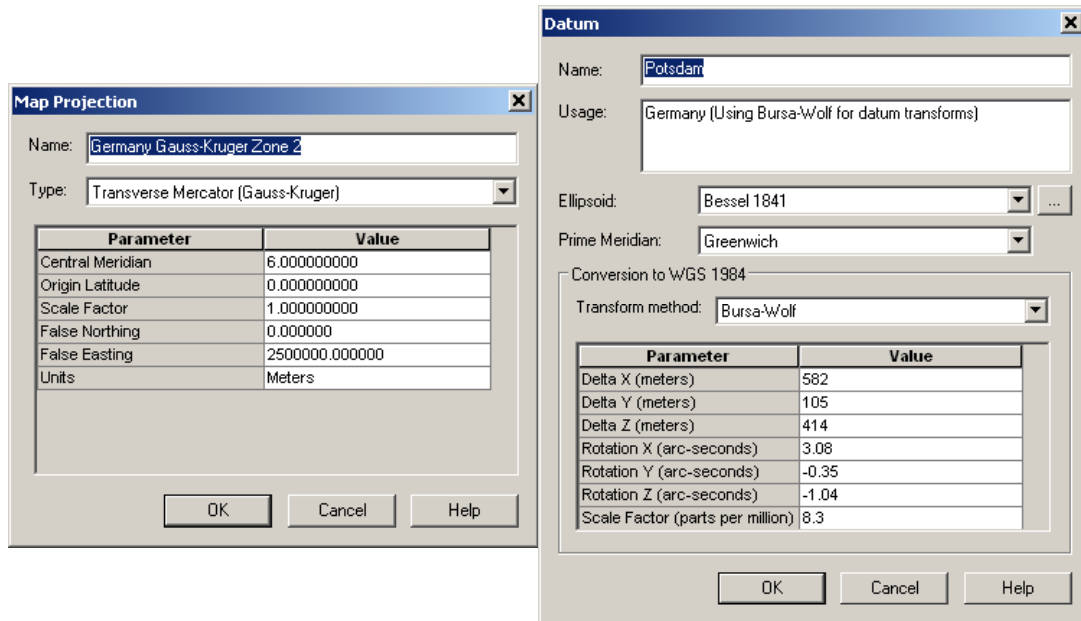 Map Projection
Name: Germany Gauss-Kruger Zone 2
Type: Transverse Mercator (Gauss-Kruger)
Parameter Value
Central Meridian 6.000000000
Origin Latitude 0.000000000
Scale Factor 1.000000000
False Northing 0.000000
False Easting 2500000.000000
Units Meters
OK Cancel Help
Datum
Name: Potsdam
Usage: Germany (Using Bursa-Wolf for datum transforms)
Ellipsoid: Bessel 1841 ...
Prime Meridian: Greenwich
Conversion to WGS 1984
Transform method: Bursa-Wolf
Parameter Value
Delta X (meters) 582
Delta Y (meters) 105
Delta Z (meters) 414
Rotation X (arc-seconds) 3.08
Rotation Y (arc-seconds) -0.35
Rotation Z (arc-seconds) -1.04
Scale Factor (parts per million) 8.3
OK Cancel Help